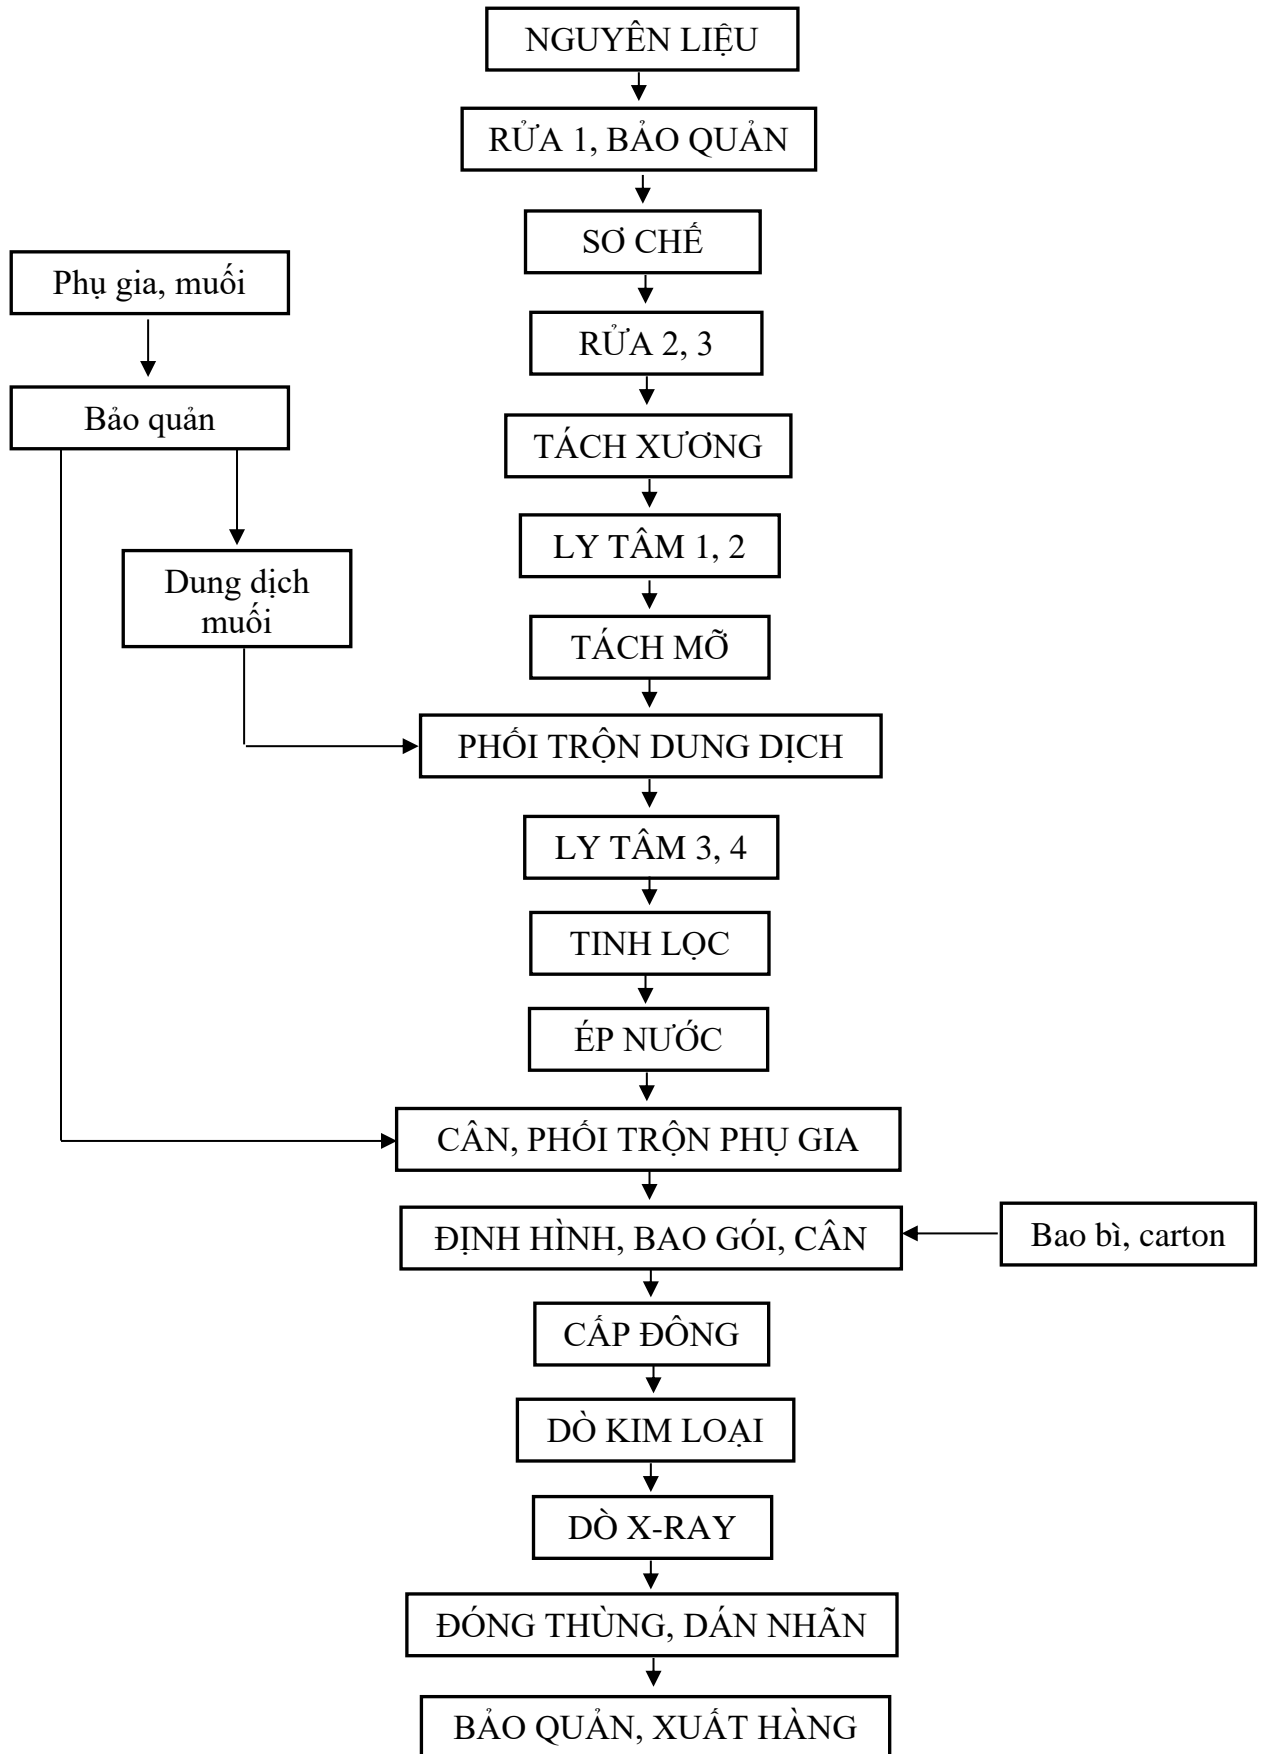 NGUYÊN LIỆU
RỬA 1, BẢO QUẢN
SƠ CHẾ
Phụ gia, muối
RỬA 2, 3
Bảo quản
TÁCH XƯƠNG
LY TÂM 1, 2
Dung dịch
muối
TÁCH MỠ
PHỐI TRỘN DUNG DỊCH
LY TÂM 3, 4
TINH LỌC
ÉP NƯỚC
CÂN, PHỐI TRỘN PHỤ GIA
ĐỊNH HÌNH, BAO GÓI, CÂN
Bao bì, carton
CẤP ĐÔNG
DÒ KIM LOẠI
DÒ X-RAY
ĐÓNG THÙNG, DÁN NHÃN
BẢO QUẢN, XUẤT HÀNG